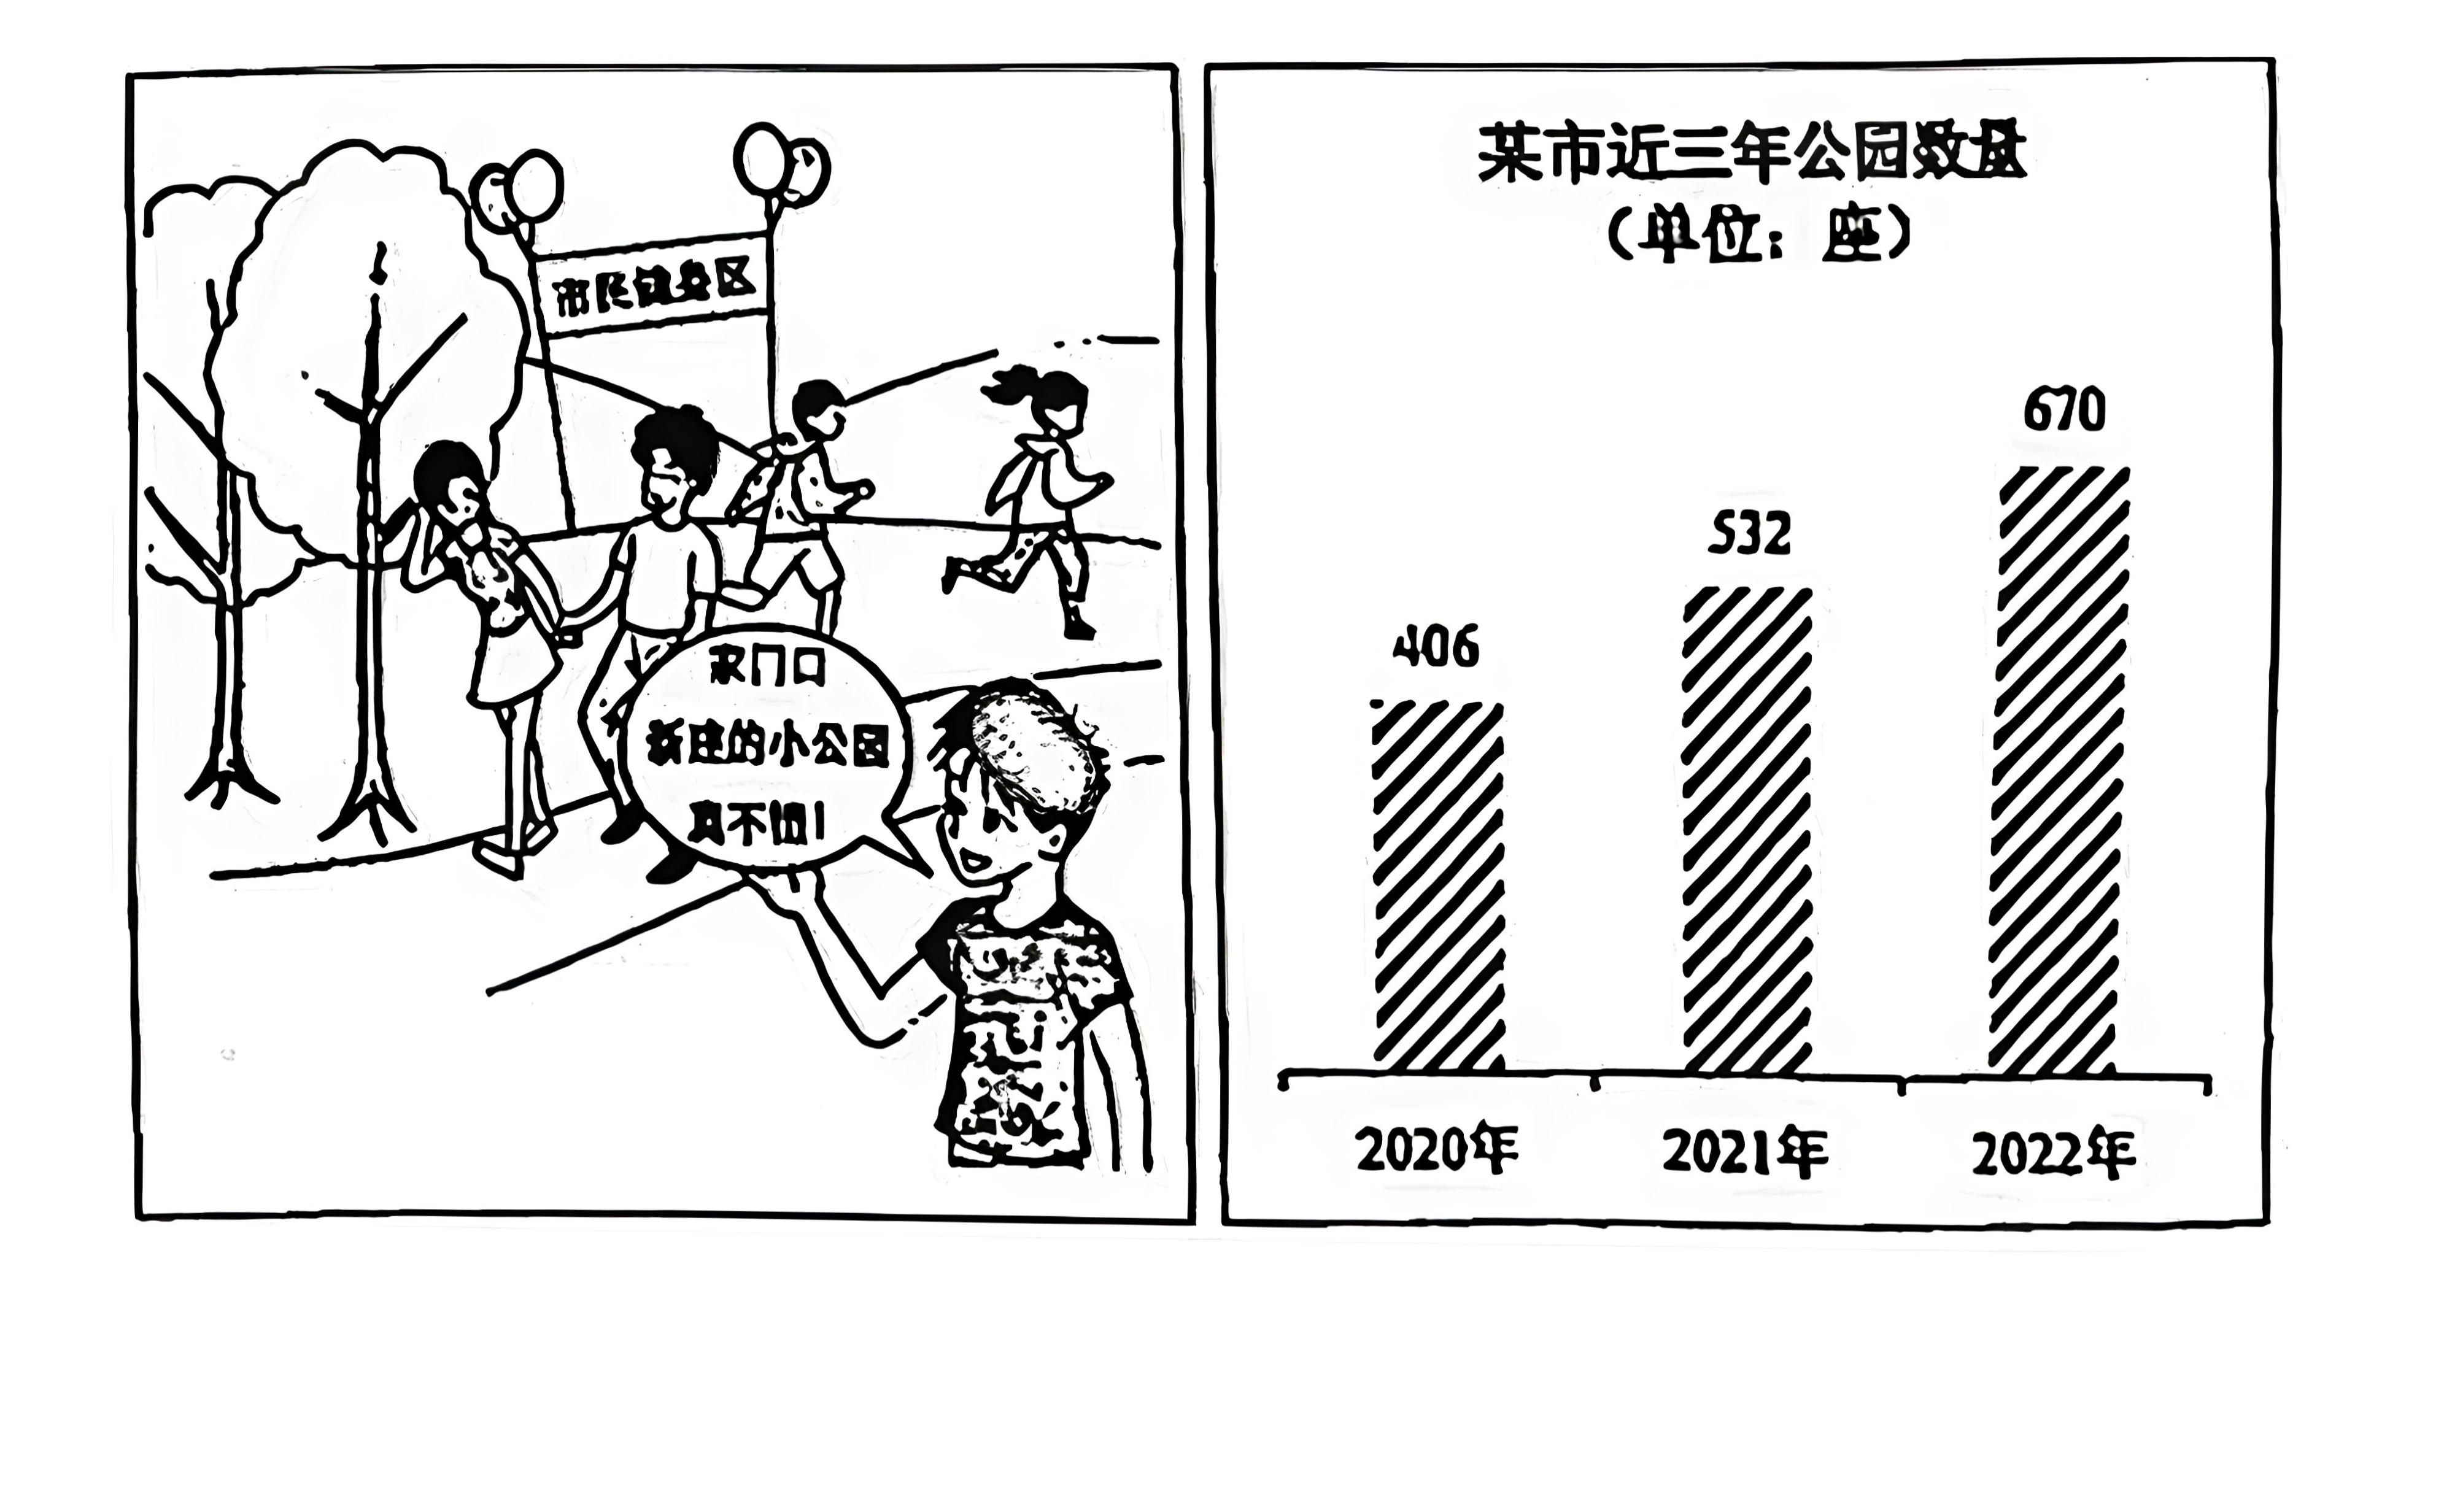 市民健身区
家门口
新建的小公园
真不错！
某市近三年公园数量
（单位：座）
406
532
670
2020年
2021年
2022年